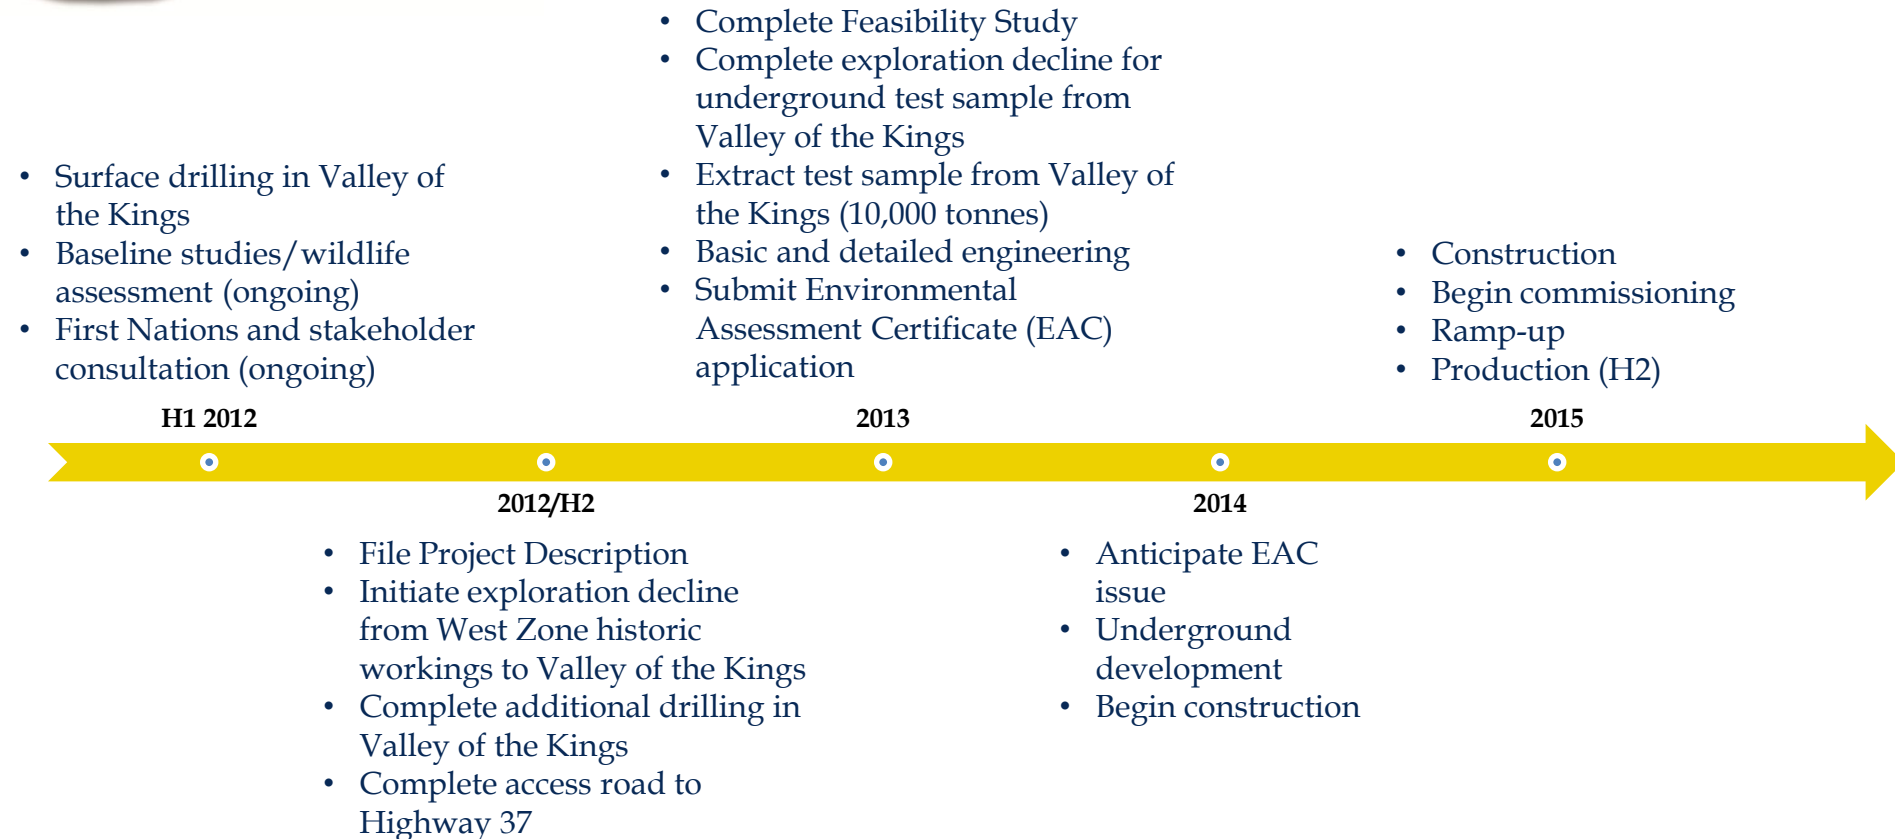 • Complete Feasibility Study
• Complete exploration decline for
underground test sample from
Valley of the Kings
• Extract test sample from Valley of
the Kings (10,000 tonnes)
• Basic and detailed engineering
• Submit Environmental
Assessment Certificate (EAC)
application
• Surface drilling in Valley of
the Kings
• Baseline studies/wildlife
assessment (ongoing)
• First Nations and stakeholder
consultation (ongoing)
• Construction
• Begin commissioning
• Ramp-up
• Production (H2)
H1 2012
2013
2015
2012/H2
2014
• File Project Description
• Initiate exploration decline
from West Zone historic
workings to Valley of the Kings
• Complete additional drilling in
Valley of the Kings
• Complete access road to
Highway 37
• Anticipate EAC
issue
• Underground
development
• Begin construction